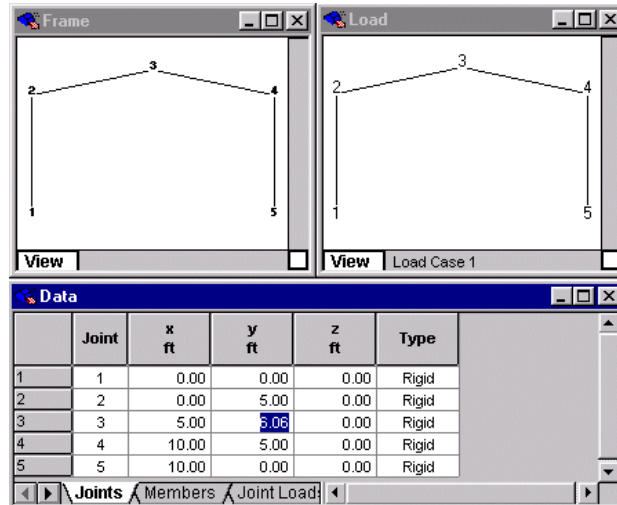 Frame
3
2
4
1
5
View
Load
3
2
4
1
5
View Load Case 1
Data
Joint x ft y ft z ft Type
1 1 0.00 0.00 0.00 Rigid
2 2 0.00 5.00 0.00 Rigid
3 3 5.00 6.06 0.00 Rigid
4 4 10.00 5.00 0.00 Rigid
5 5 10.00 0.00 0.00 Rigid
Joints Members Joint Loads